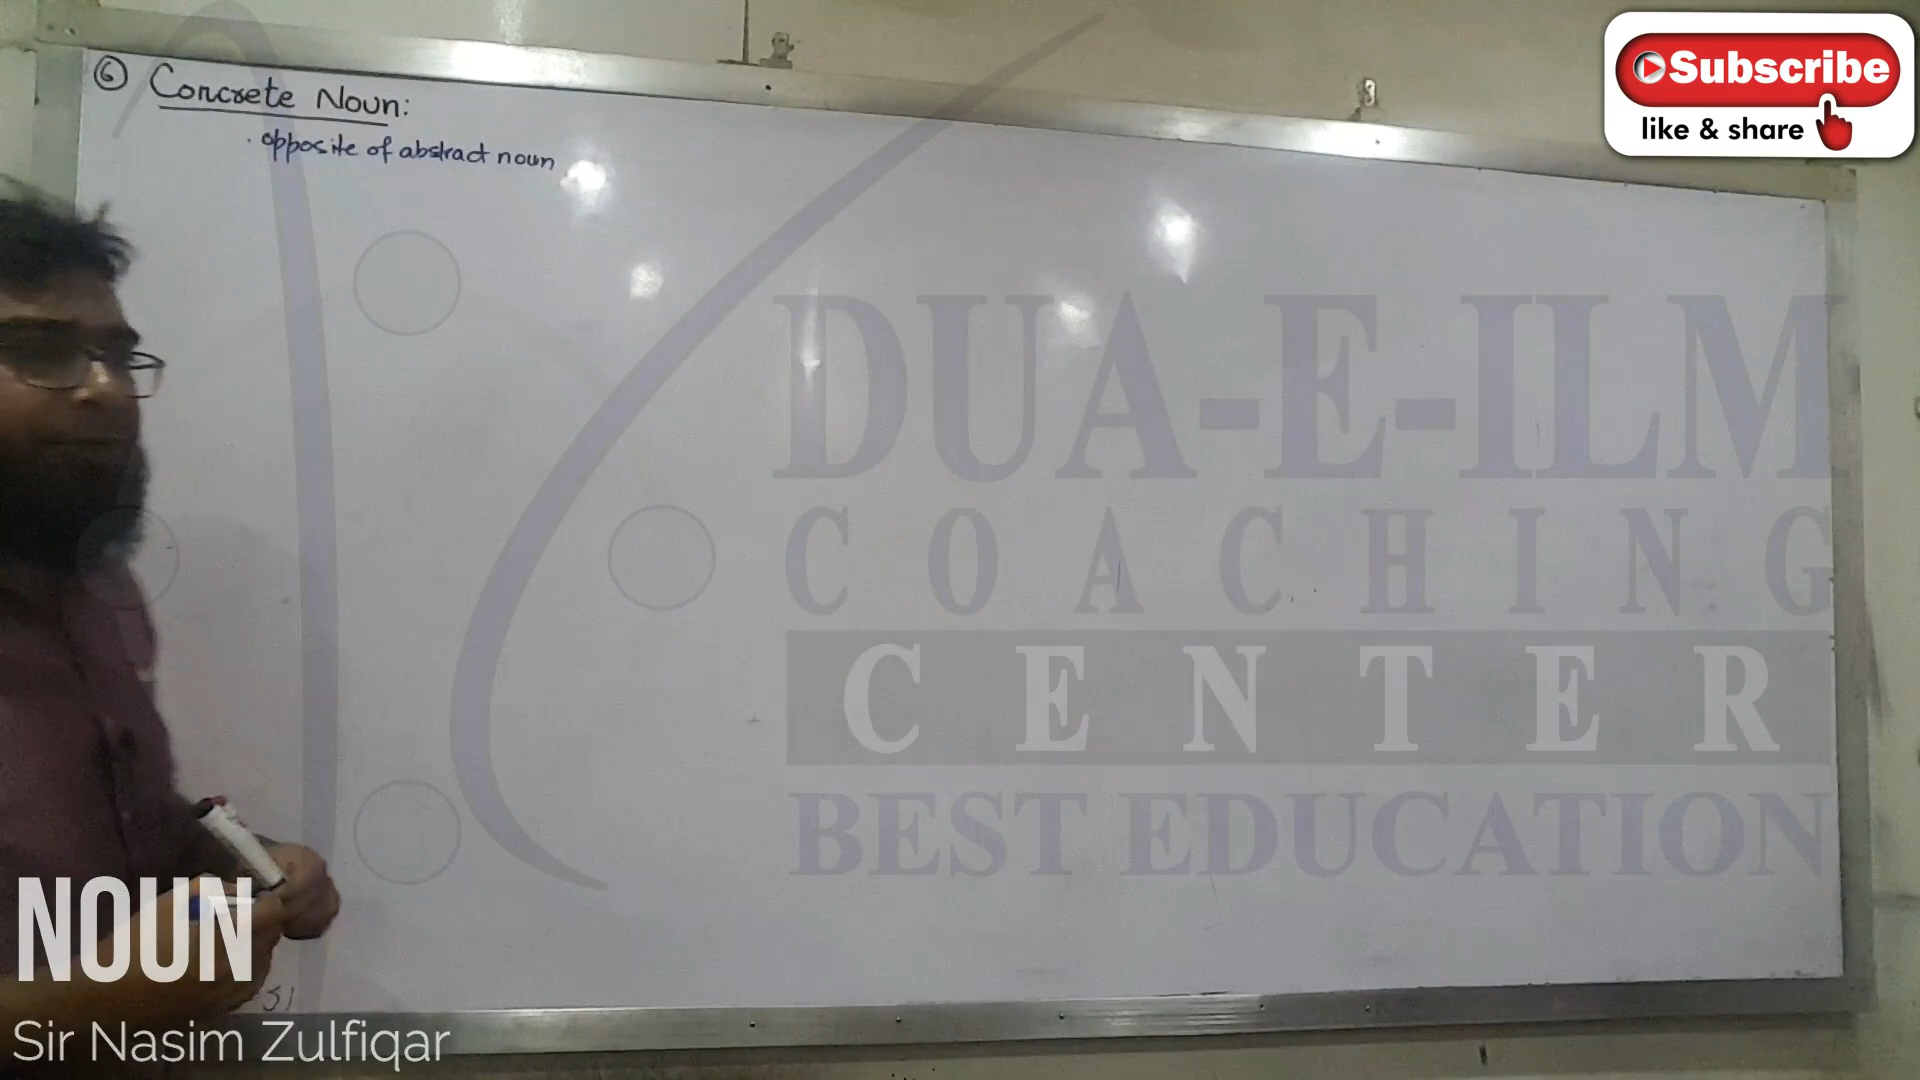 ⑥ Concrete Noun:
· opposite of abstract noun
Subscribe
like & share
DUA-E-ILM
COACHING
CENTER
BEST EDUCATION
NOUN
Sir Nasim Zulfiqar